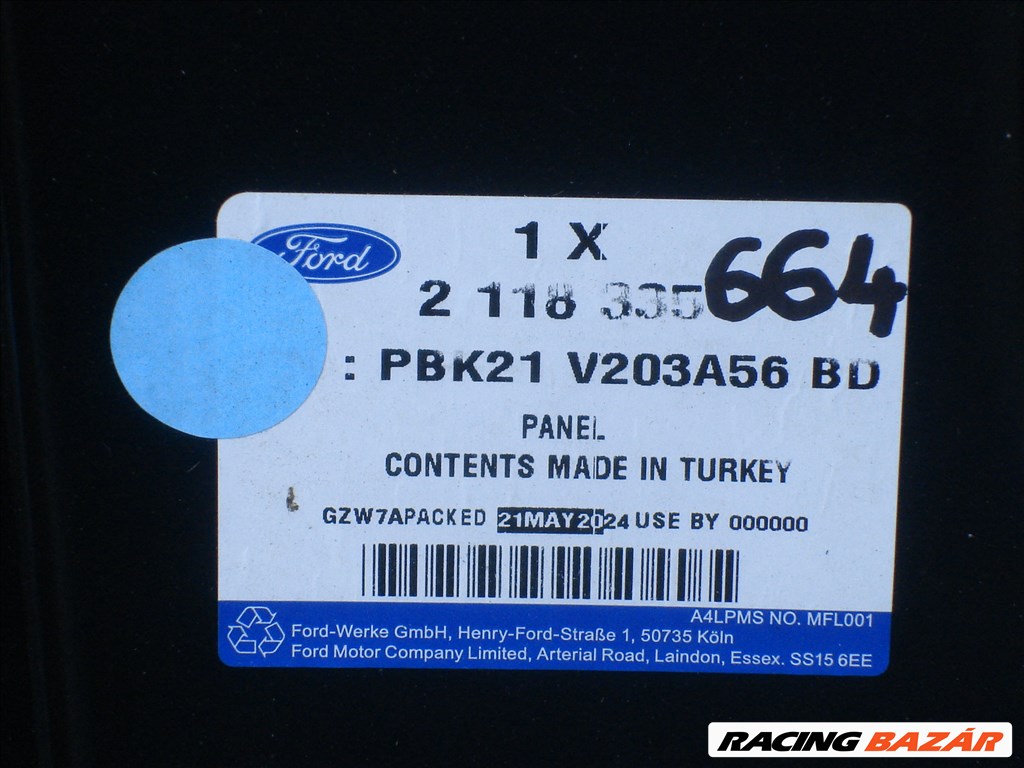 Ford
1 X
2 118 335
664
: PBK21 V203A56 BD
PANEL
CONTENTS MADE IN TURKEY
GZW7APACKED 21MAY2024 USE BY 000000
A4LPMS NO. MFL001
Ford-Werke GmbH, Henry-Ford-Straße 1, 50735 Köln
Ford Motor Company Limited, Arterial Road, Laindon, Essex. SS15 6EE
RACING BAZÁR